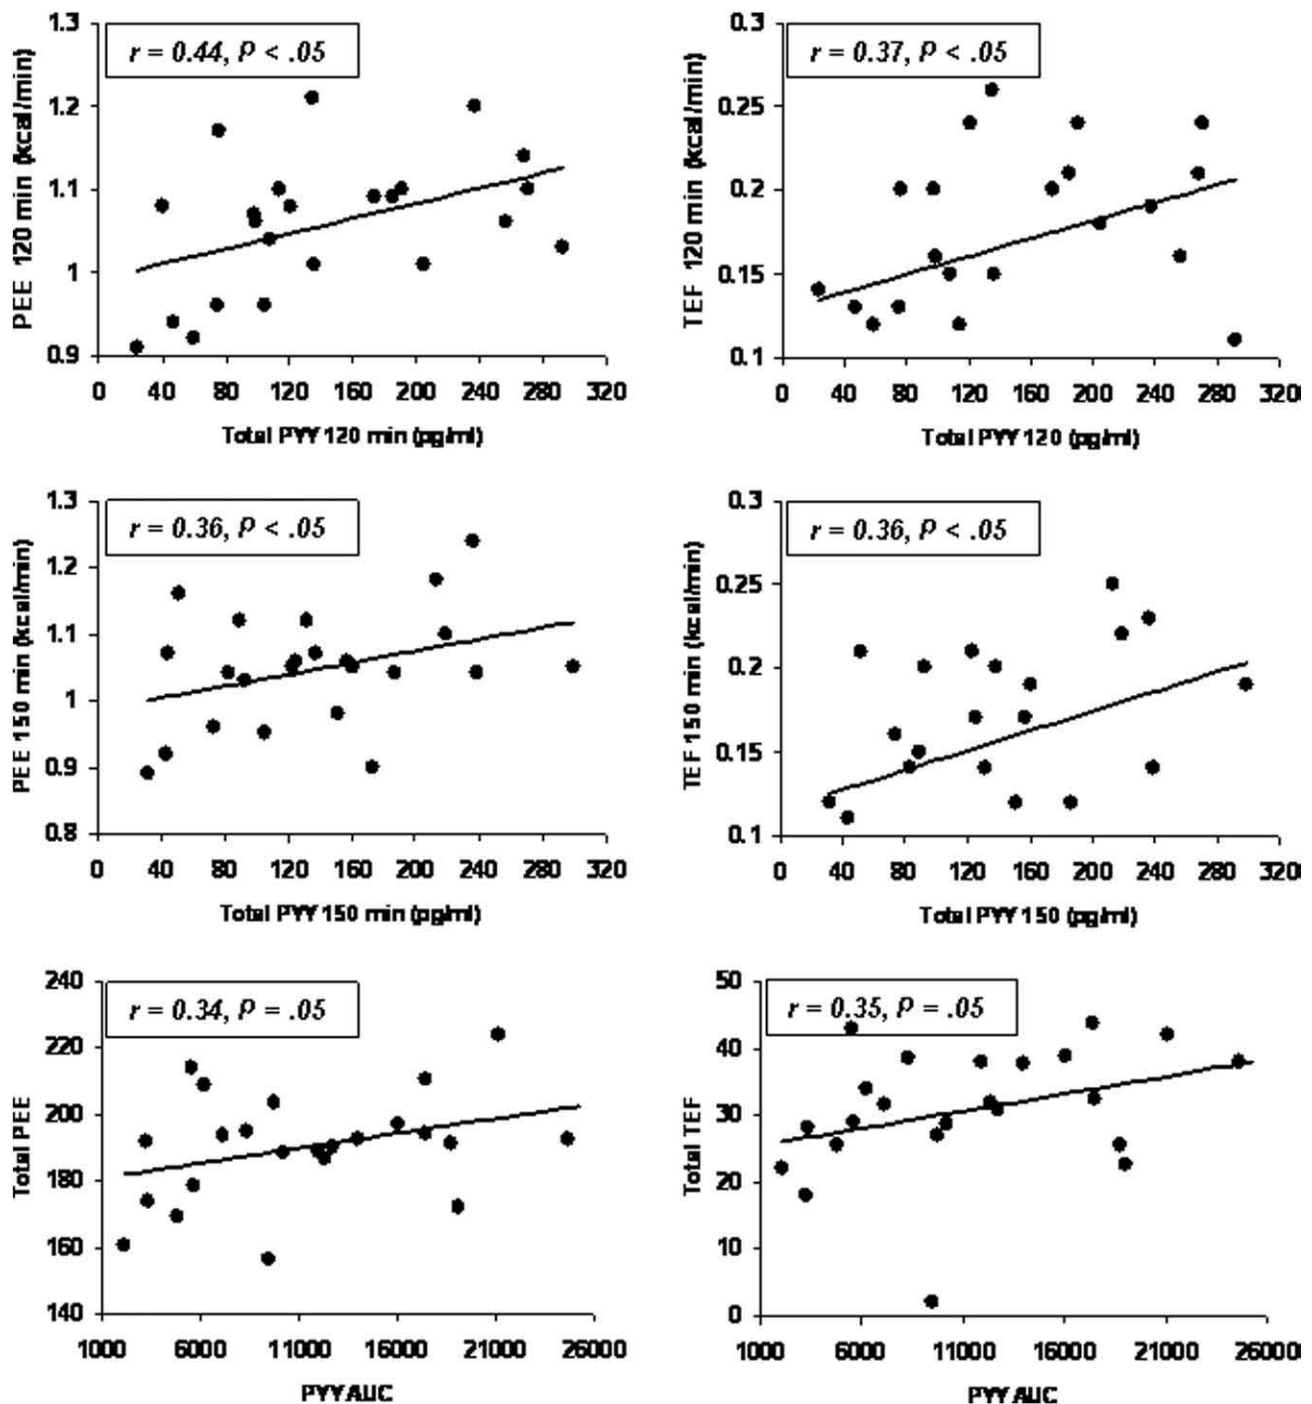 r = 0.44, P < .05
PEE 120 min (kcal/min)
1.3
1.2
1.1
1
0.9
0 40 80 120 160 200 240 280 320
Total PYY 120 min (pg/ml)
r = 0.37, P < .05
TEF 120 min (kcal/min)
0.3
0.25
0.2
0.15
0.1
0 40 80 120 160 200 240 280 320
Total PYY 120 (pg/ml)
r = 0.36, P < .05
PEE 150 min (kcal/min)
1.3
1.2
1.1
1
0.9
0.8
0 40 80 120 160 200 240 280 320
Total PYY 150 min (pg/ml)
r = 0.36, P < .05
TEF 150 min (kcal/min)
0.3
0.25
0.2
0.15
0.1
0 40 80 120 160 200 240 280 320
Total PYY 150 (pg/ml)
r = 0.34, P = .05
Total PEE
240
220
200
180
160
140
1000 6000 11000 16000 21000 26000
PYY AUC
r = 0.35, P = .05
Total TEF
50
40
30
20
10
0
1000 6000 11000 16000 21000 26000
PYY AUC